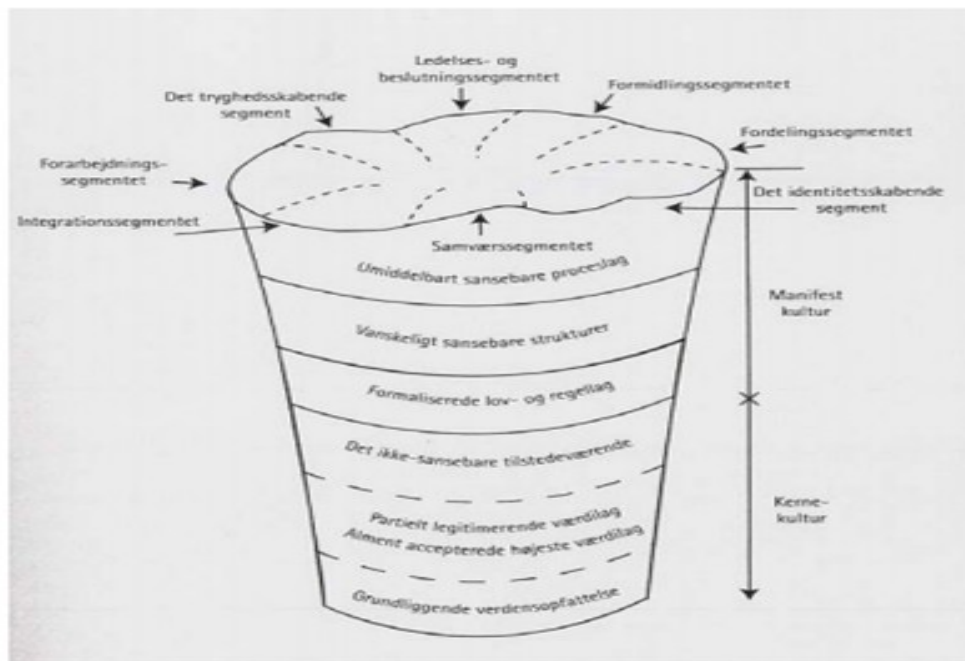 Ledelses- og
beslutningssegmentet
Formidlingssegmentet
Det tryghedsskabende
segment
Fordelingssegmentet
Forarbejdnings-
segmentet
Det identitetsskabende
segment
Integrationssegmentet
Samværssegmentet
Umiddelbart sansebare proceslag
Manifest
kultur
Vanskeligt sansebare strukturer
Formaliserede lov- og regellag
Det ikke-sansebare tilstedeværende
Partielt legitimerende værdilag
Alment accepterede højeste værdilag
Kerne-
kultur
Grundliggende verdensopfattelse